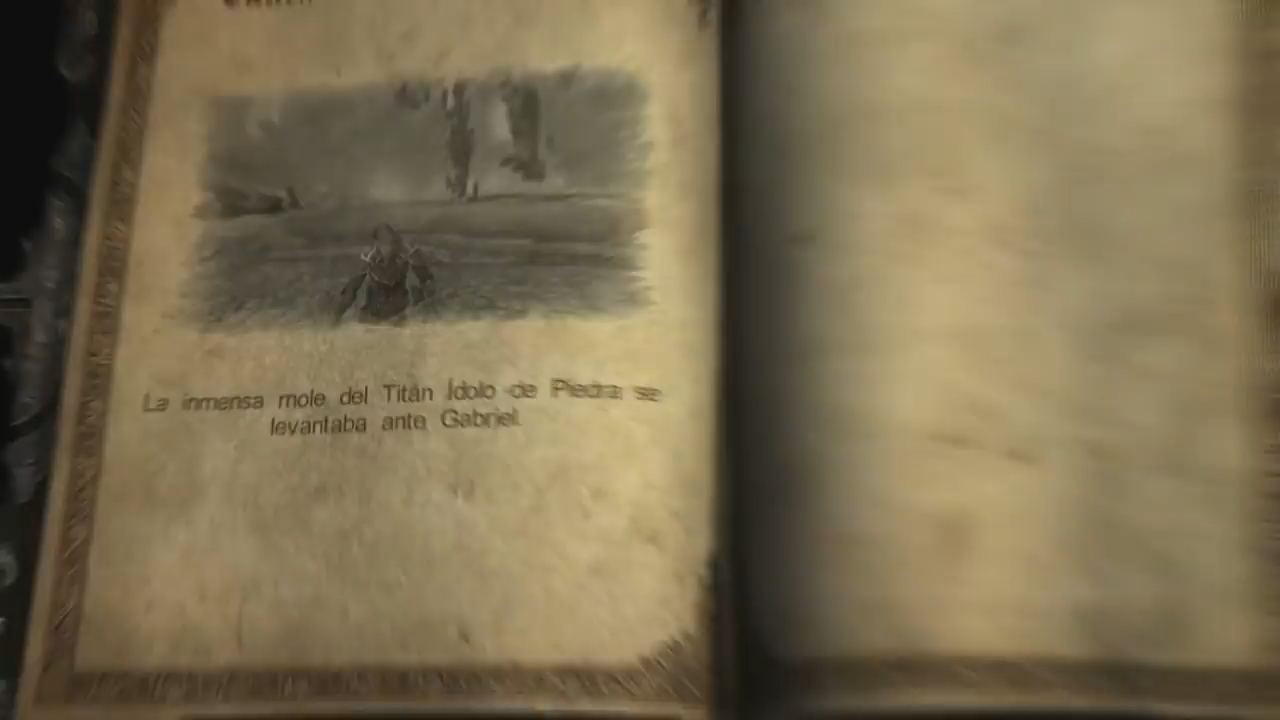 La inmensa mole del Titán Ídolo de Piedra se
levantaba ante Gabriel.